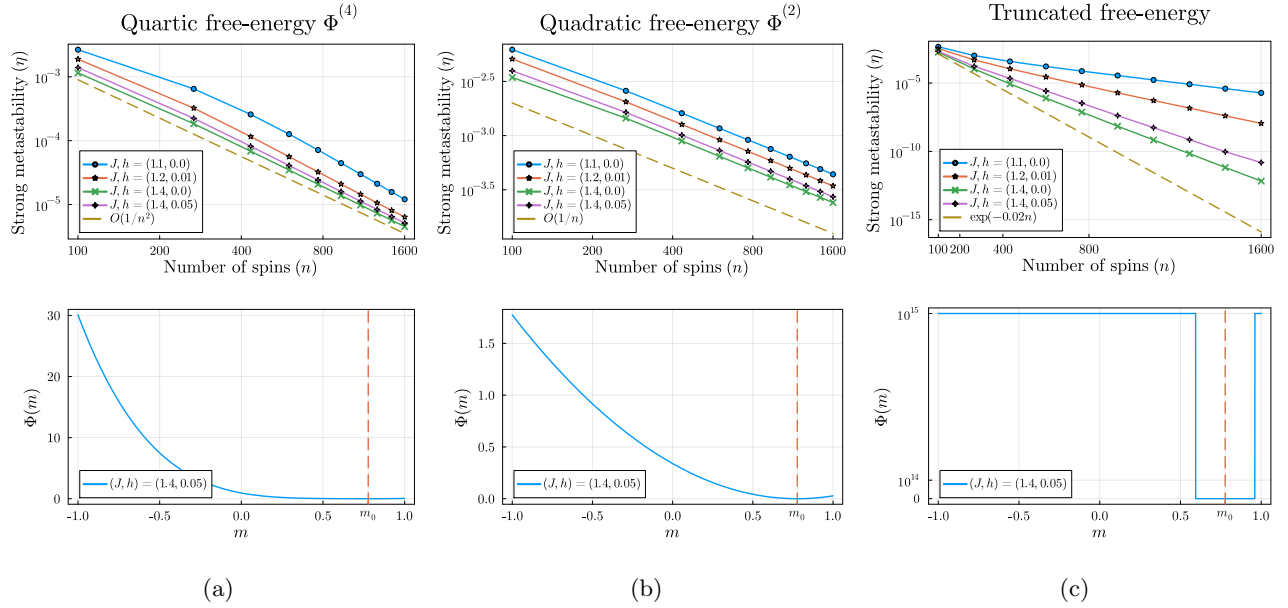 Quartic free-energy Φ^(4)
Strong metastability (η)
10^−3
10^−4
10^−5
J, h = (1.1, 0.0)
J, h = (1.2, 0.01)
J, h = (1.4, 0.0)
J, h = (1.4, 0.05)
O(1/n^2)
100 400 800 1600
Number of spins (n)
Φ(m)
30
20
10
0
(J, h) = (1.4, 0.05)
-1.0 -0.5 0.0 0.5 m_0 1.0
m
(a)
Quadratic free-energy Φ^(2)
Strong metastability (η)
10^−2.5
10^−3.0
10^−3.5
J, h = (1.1, 0.0)
J, h = (1.2, 0.01)
J, h = (1.4, 0.0)
J, h = (1.4, 0.05)
O(1/n)
100 400 800 1600
Number of spins (n)
Φ(m)
1.5
1.0
0.5
0.0
(J, h) = (1.4, 0.05)
-1.0 -0.5 0.0 0.5 m_0 1.0
m
(b)
Truncated free-energy
Strong metastability (η)
10^−5
10^−10
10^−15
J, h = (1.1, 0.0)
J, h = (1.2, 0.01)
J, h = (1.4, 0.05)
J, h = (1.4, 0.0)
exp(−0.02n)
100 200 400 800 1600
Number of spins (n)
Φ(m)
10^15
10^14
0
(J, h) = (1.4, 0.05)
-1.0 -0.5 0.0 0.5 m_0 1.0
m
(c)